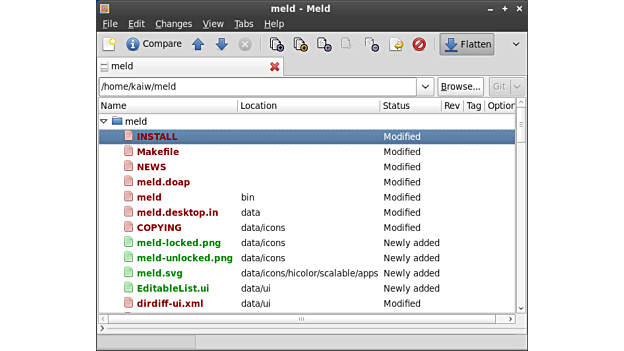 meld - Meld
File Edit Changes View Tabs Help
Compare Flatten
meld
/home/kaiw/meld Browse... Git
Name Location Status Rev Tag Option
meld
INSTALL Modified
Makefile Modified
NEWS Modified
meld.doap Modified
meld bin Modified
meld.desktop.in data Modified
COPYING data/icons Modified
meld-locked.png data/icons Newly added
meld-unlocked.png data/icons Newly added
meld.svg data/icons/hicolor/scalable/apps Newly added
EditableList.ui data/ui Newly added
dirdiff-ui.xml data/ui Modified